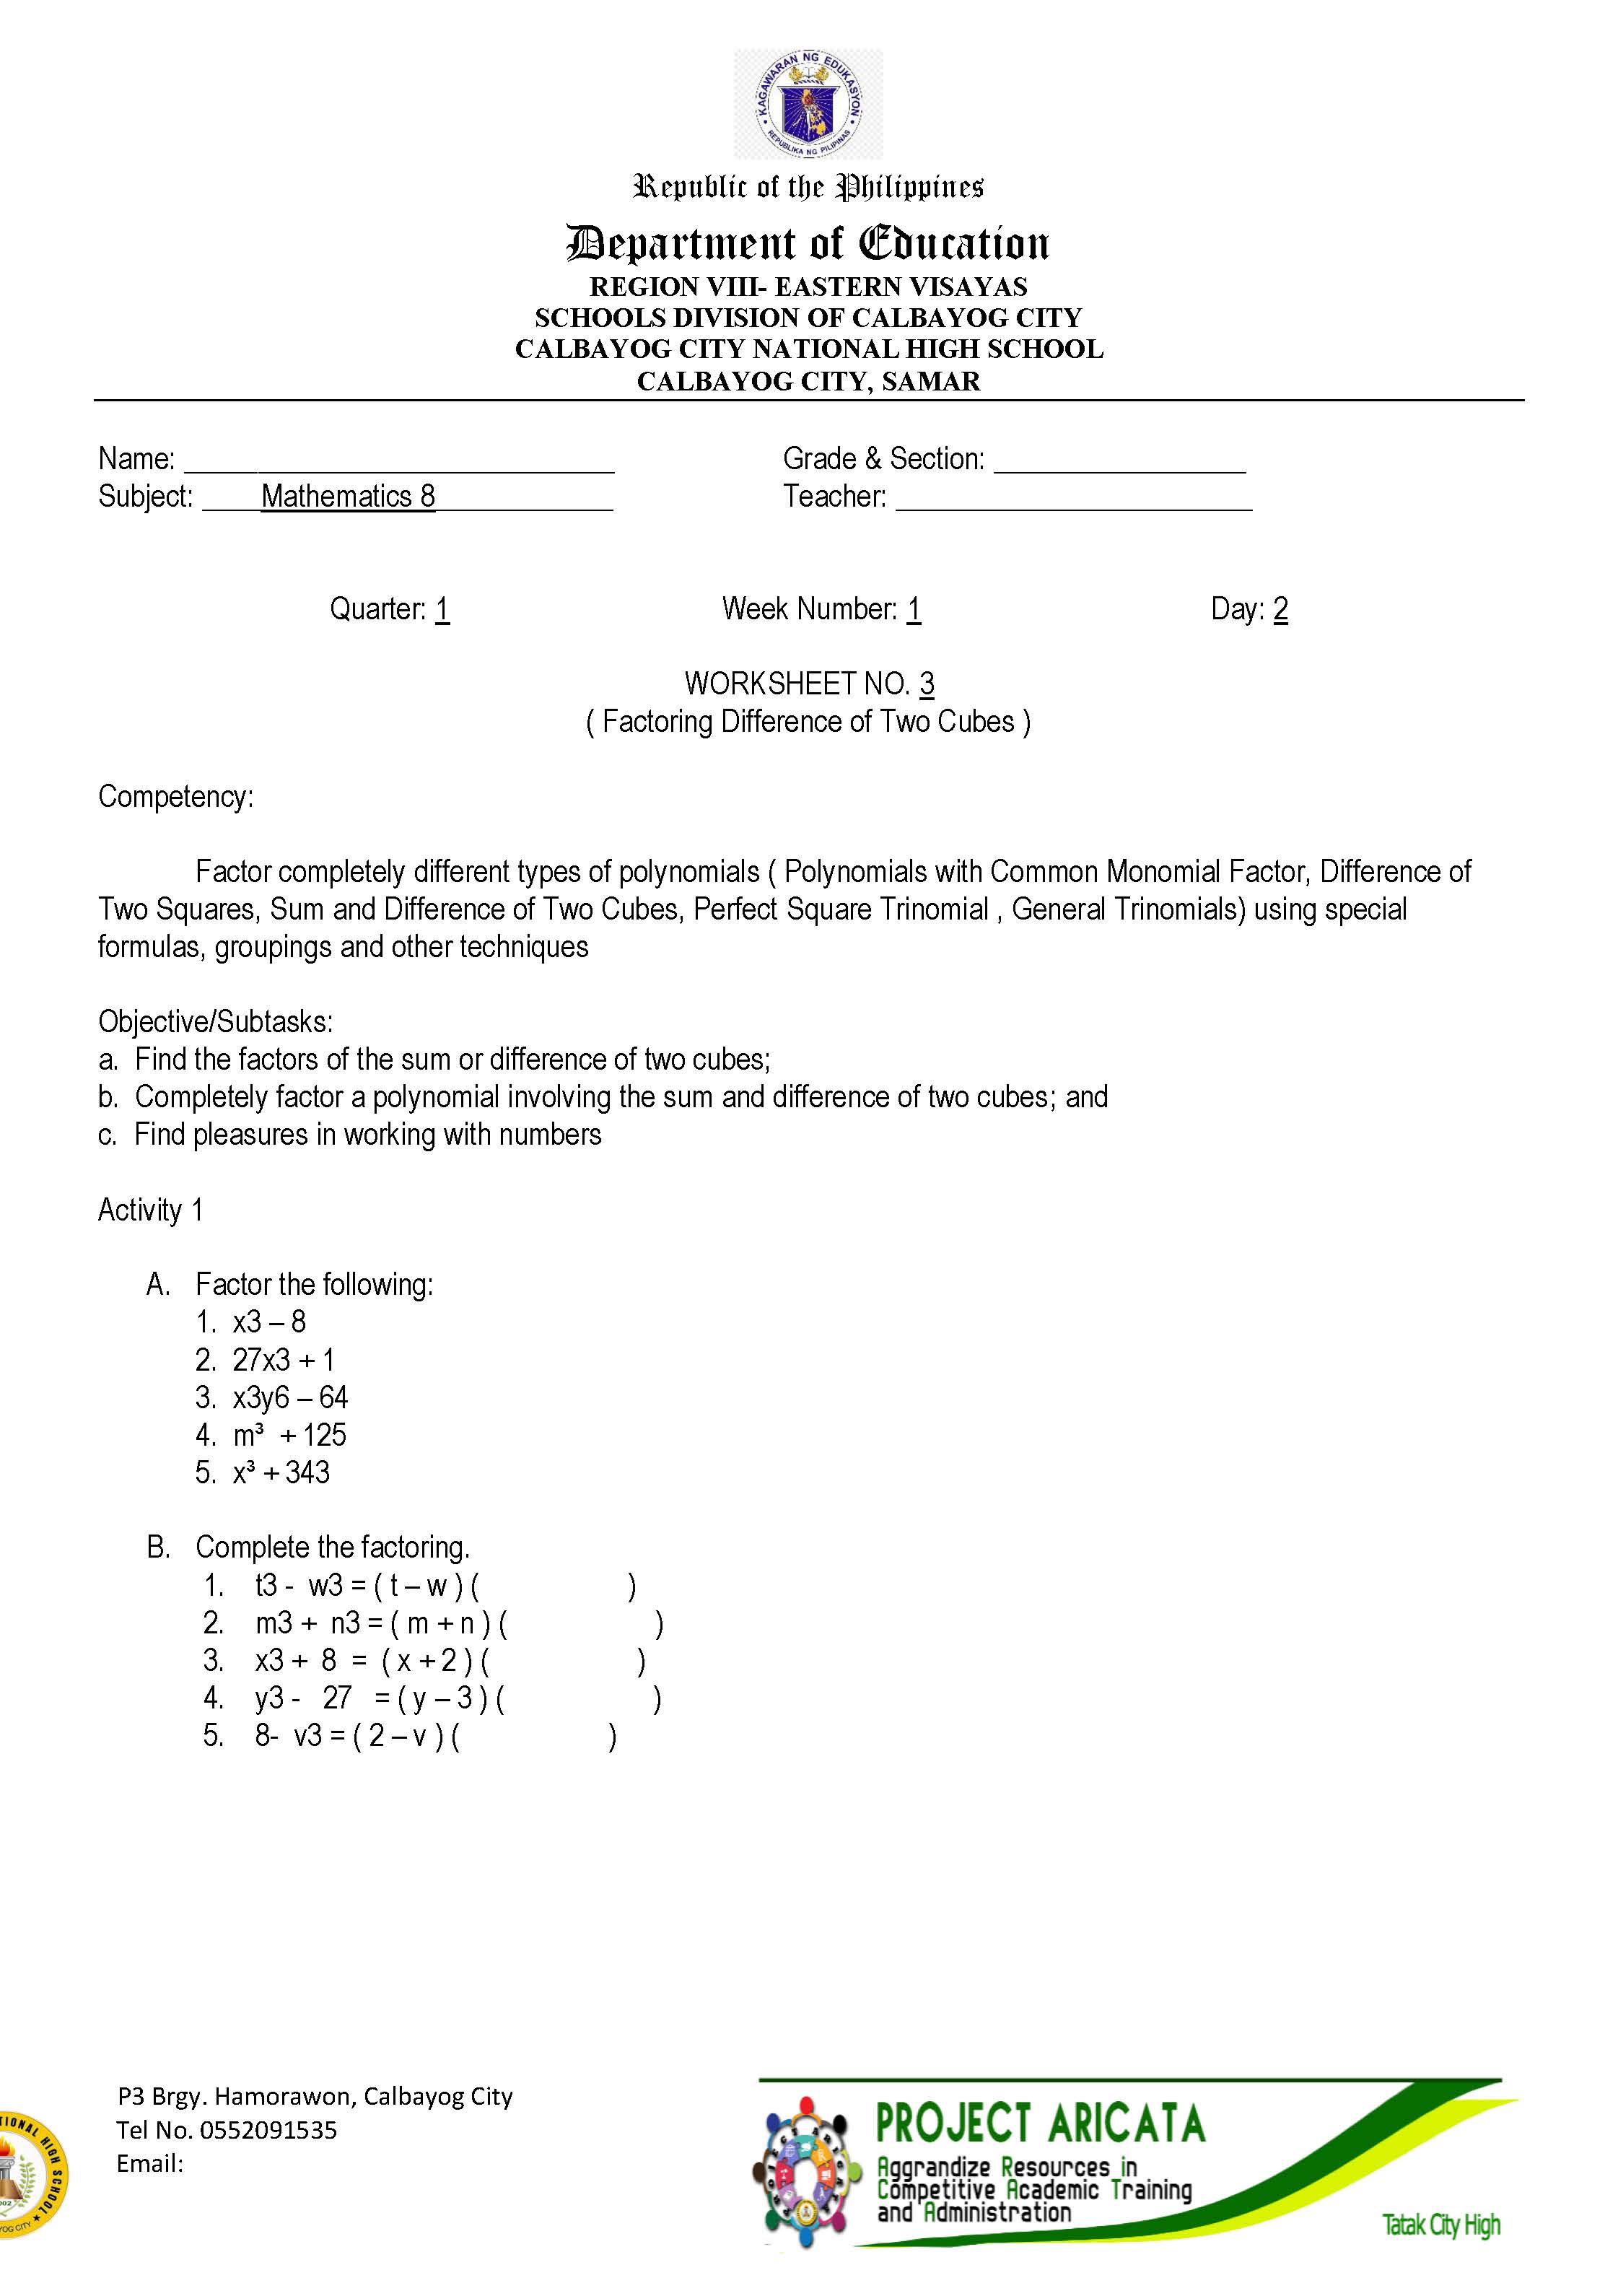 KAGAWARAN NG EDUKASYON
REPUBLIKA NG PILIPINAS
Republic of the Philippines
Department of Education
REGION VIII- EASTERN VISAYAS
SCHOOLS DIVISION OF CALBAYOG CITY
CALBAYOG CITY NATIONAL HIGH SCHOOL
CALBAYOG CITY, SAMAR
Name: ____________________________ Grade & Section: ________________
Subject: ____Mathematics 8____________ Teacher: _______________________
Quarter: 1 Week Number: 1 Day: 2
WORKSHEET NO. 3
( Factoring Difference of Two Cubes )
Competency:
Factor completely different types of polynomials ( Polynomials with Common Monomial Factor, Difference of
Two Squares, Sum and Difference of Two Cubes, Perfect Square Trinomial , General Trinomials) using special
formulas, groupings and other techniques
Objective/Subtasks:
a. Find the factors of the sum or difference of two cubes;
b. Completely factor a polynomial involving the sum and difference of two cubes; and
c. Find pleasures in working with numbers
Activity 1
A. Factor the following:
1. x3 – 8
2. 27x3 + 1
3. x3y6 – 64
4. m³ + 125
5. x³ + 343
B. Complete the factoring.
1. t3 - w3 = ( t – w ) ( )
2. m3 + n3 = ( m + n ) ( )
3. x3 + 8 = ( x + 2 ) ( )
4. y3 - 27 = ( y – 3 ) ( )
5. 8- v3 = ( 2 – v ) ( )
P3 Brgy. Hamorawon, Calbayog City
Tel No. 0552091535
Email:
HIGH SCHOOL
PROJECT ARICATA
Aggrandize Resources in
Competitive Academic Training
and Administration
Tatak City High